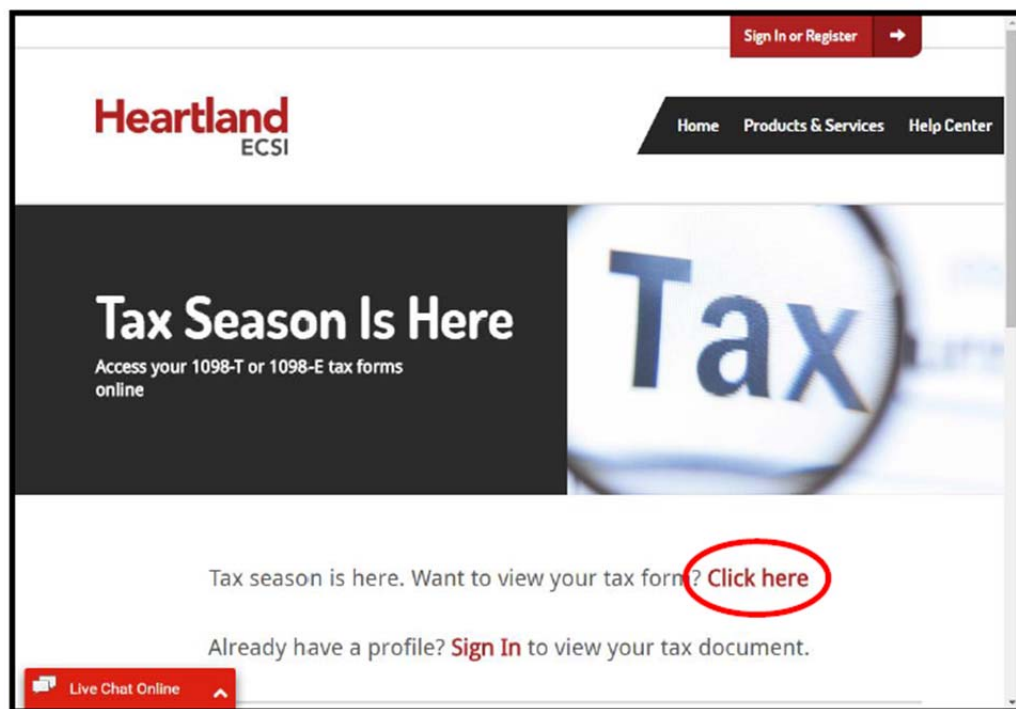 Sign In or Register
Heartland
ECSI
Home Products & Services Help Center
Tax Season Is Here
Access your 1098-T or 1098-E tax forms
online
Tax
Tax season is here. Want to view your tax form? Click here
Already have a profile? Sign In to view your tax document.
Live Chat Online